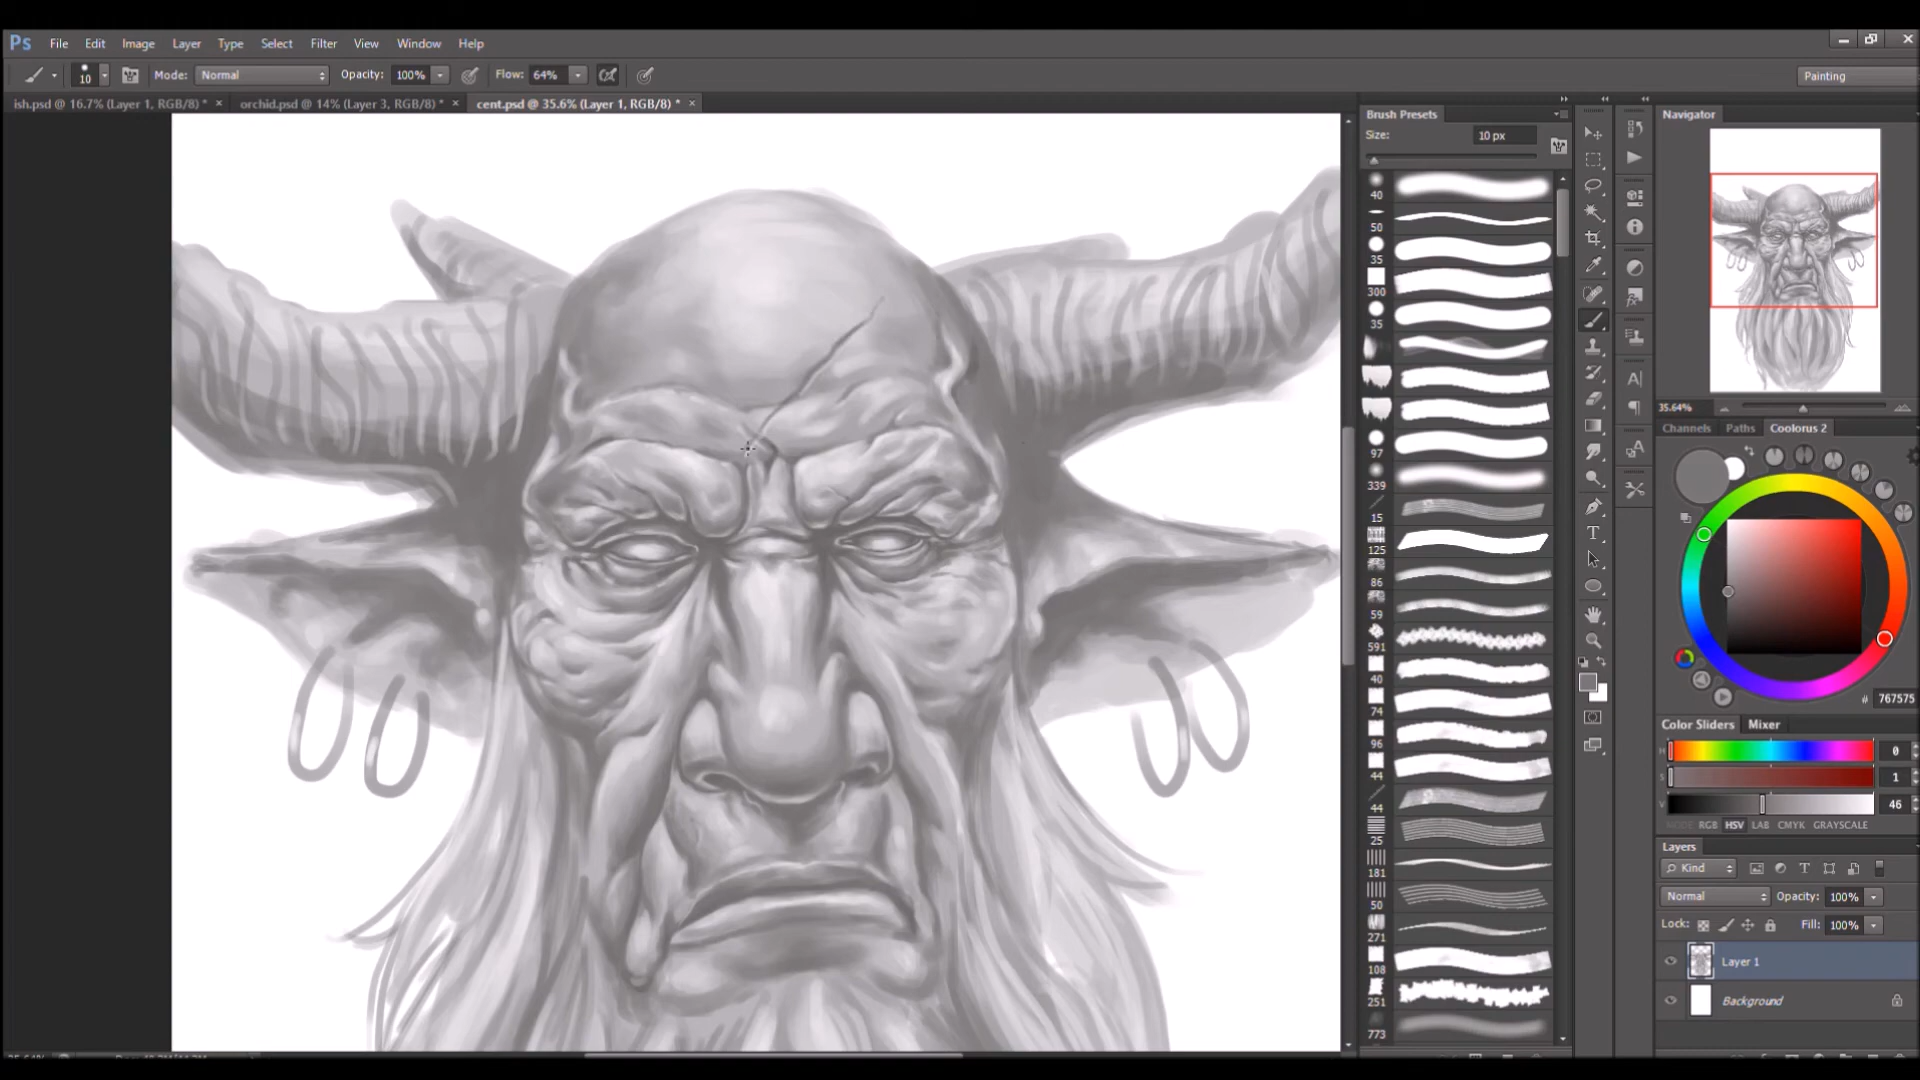 Ps File Edit Image Layer Type Select Filter View Window Help
10 Mode: Normal Opacity: 100% Flow: 64% Painting
ish.psd @ 16.7% (Layer 1, RGB/8) * × orchid.psd @ 14% (Layer 3, RGB/8) * × cent.psd @ 35.6% (Layer 1, RGB/8) * ×
Brush Presets
Size: 10 px
40
50
35
300
35
97
339
15
125
86
59
591
40
74
96
44
44
25
181
50
271
108
251
773
Navigator
35.64%
Channels Paths Coolorus 2
# 767575
Color Sliders Mixer
H 0
S 1
V 46
RGB HSV LAB CMYK GRAYSCALE
Layers
Kind
Normal Opacity: 100%
Lock: Fill: 100%
Layer 1
Background